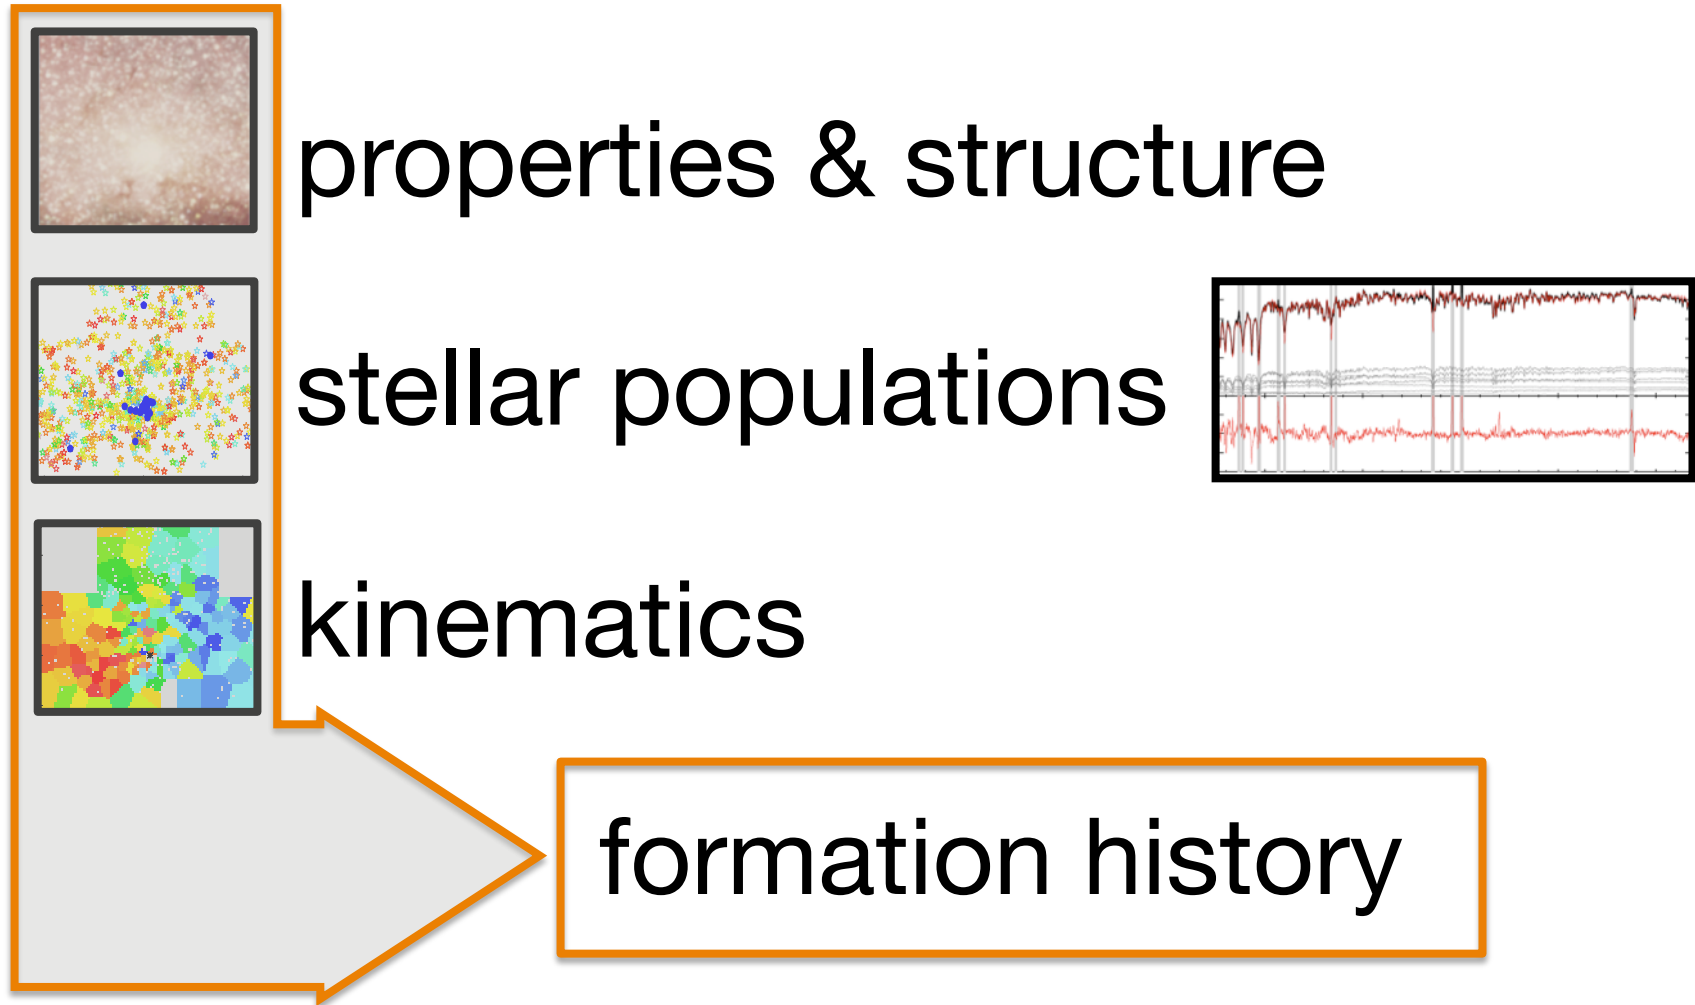 properties & structure
stellar populations
kinematics
formation history